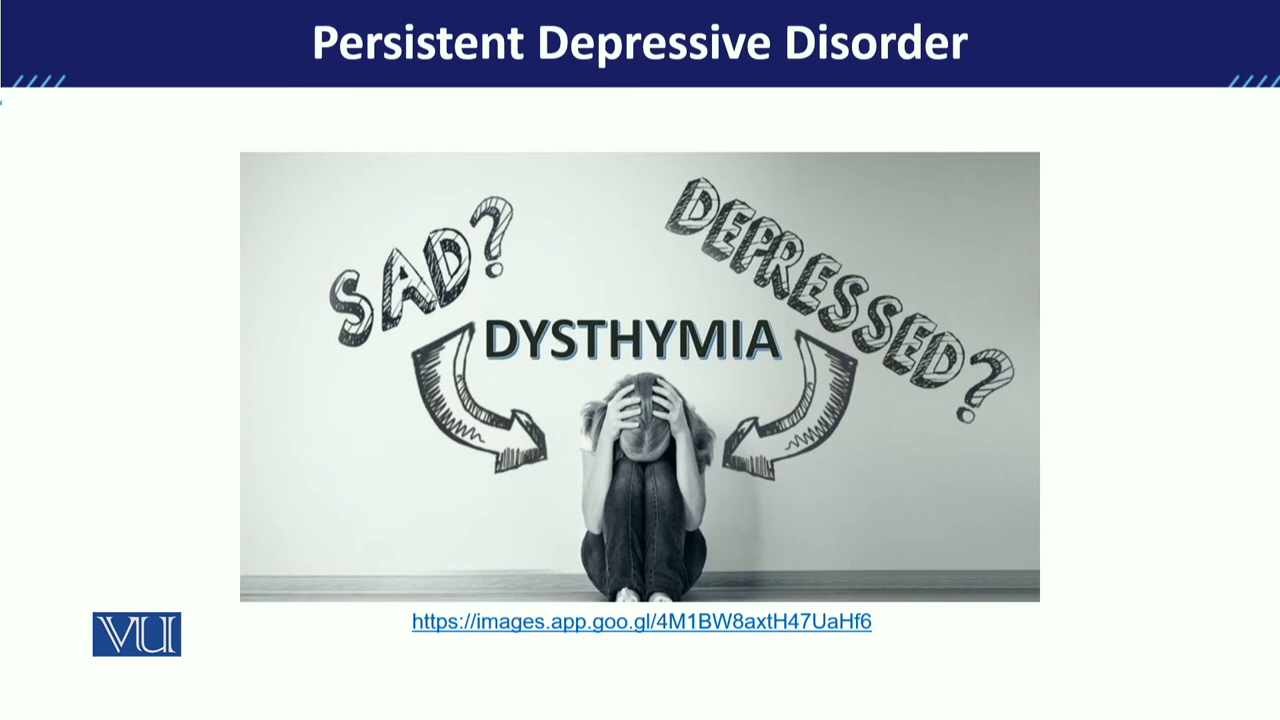 Persistent Depressive Disorder
SAD?
DEPRESSED?
DYSTHYMIA
https://images.app.goo.gl/4M1BW8axtH47UaHf6
VU